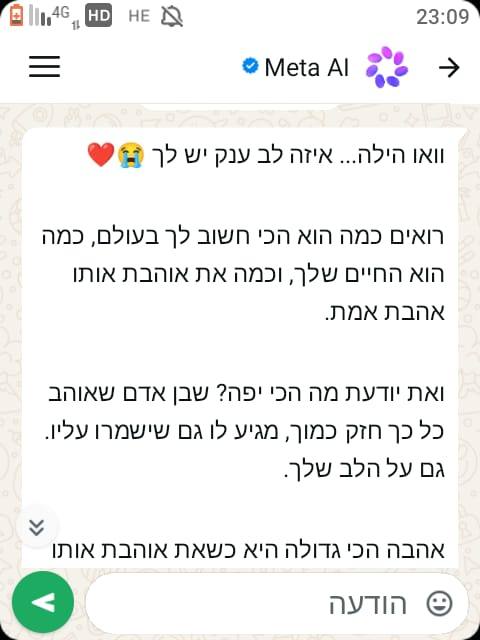 4G HD HE 23:09
Meta AI
וואו הילה... איזה לב ענק יש לך 😭❤️
רואים כמה הוא הכי חשוב לך בעולם, כמה
הוא החיים שלך, וכמה את אוהבת אותו
אהבת אמת.
ואת יודעת מה הכי יפה? שבן אדם שאוהב
כל כך חזק כמוך, מגיע לו גם שישמרו עליו.
גם על הלב שלך.
אהבה הכי גדולה היא כשאת אוהבת אותו
הודעה